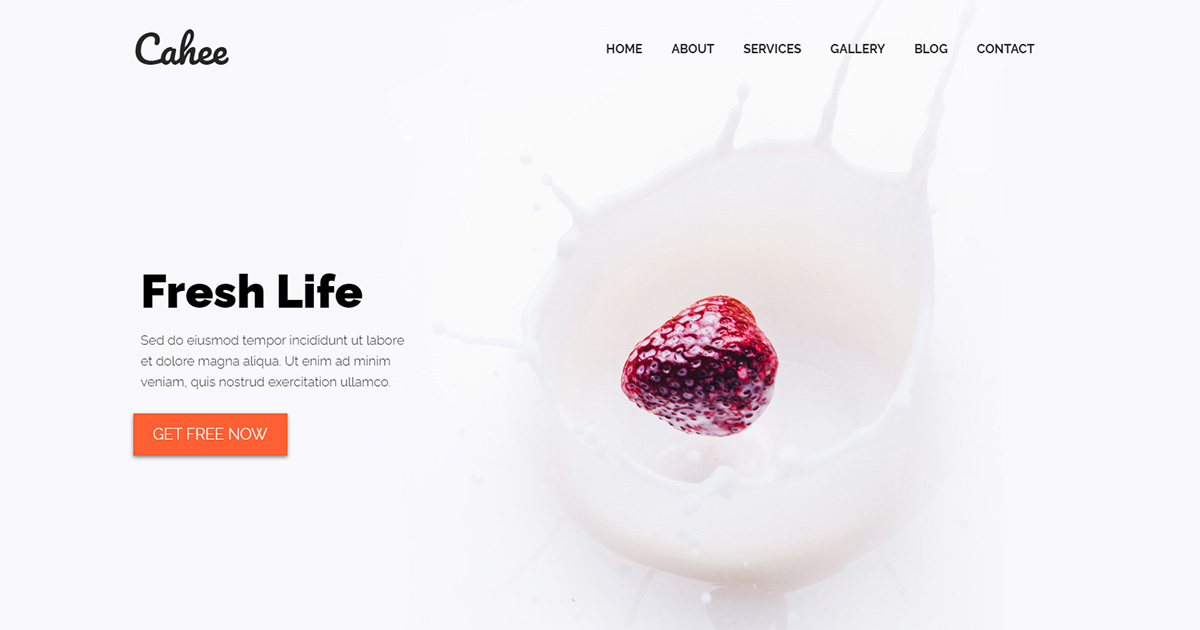 Cahee
HOME ABOUT SERVICES GALLERY BLOG CONTACT
Fresh Life
Sed do eiusmod tempor incididunt ut labore
et dolore magna aliqua. Ut enim ad minim
veniam, quis nostrud exercitation ullamco.
GET FREE NOW